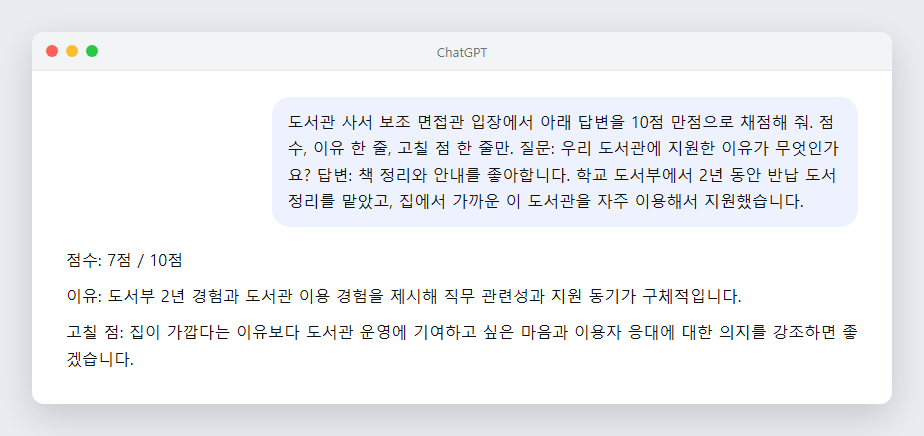 ChatGPT
도서관 사서 보조 면접관 입장에서 아래 답변을 10점 만점으로 채점해 줘. 점
수, 이유 한 줄, 고칠 점 한 줄만. 질문: 우리 도서관에 지원한 이유가 무엇인가
요? 답변: 책 정리와 안내를 좋아합니다. 학교 도서부에서 2년 동안 반납 도서
정리를 맡았고, 집에서 가까운 이 도서관을 자주 이용해서 지원했습니다.
점수: 7점 / 10점
이유: 도서부 2년 경험과 도서관 이용 경험을 제시해 직무 관련성과 지원 동기가 구체적입니다.
고칠 점: 집이 가깝다는 이유보다 도서관 운영에 기여하고 싶은 마음과 이용자 응대에 대한 의지를 강조하면 좋
겠습니다.